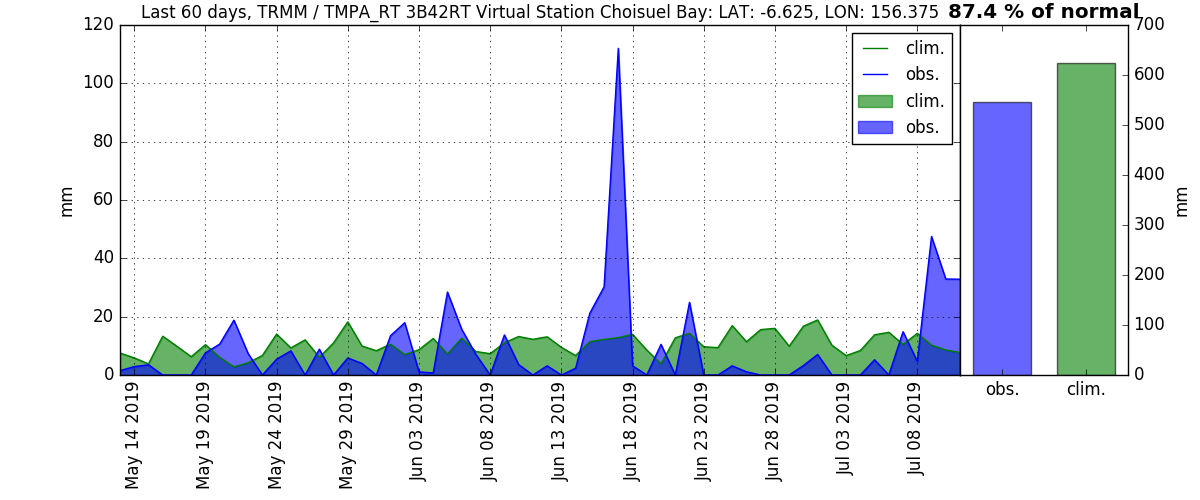 Last 60 days, TRMM / TMPA_RT 3B42RT Virtual Station Choisuel Bay: LAT: -6.625, LON: 156.375 87.4 % of normal
120
100
80
60
40
20
0
mm
clim.
obs.
clim.
obs.
700
600
500
400
300
200
100
0
mm
May 14 2019
May 19 2019
May 24 2019
May 29 2019
Jun 03 2019
Jun 08 2019
Jun 13 2019
Jun 18 2019
Jun 23 2019
Jun 28 2019
Jul 03 2019
Jul 08 2019
obs.
clim.